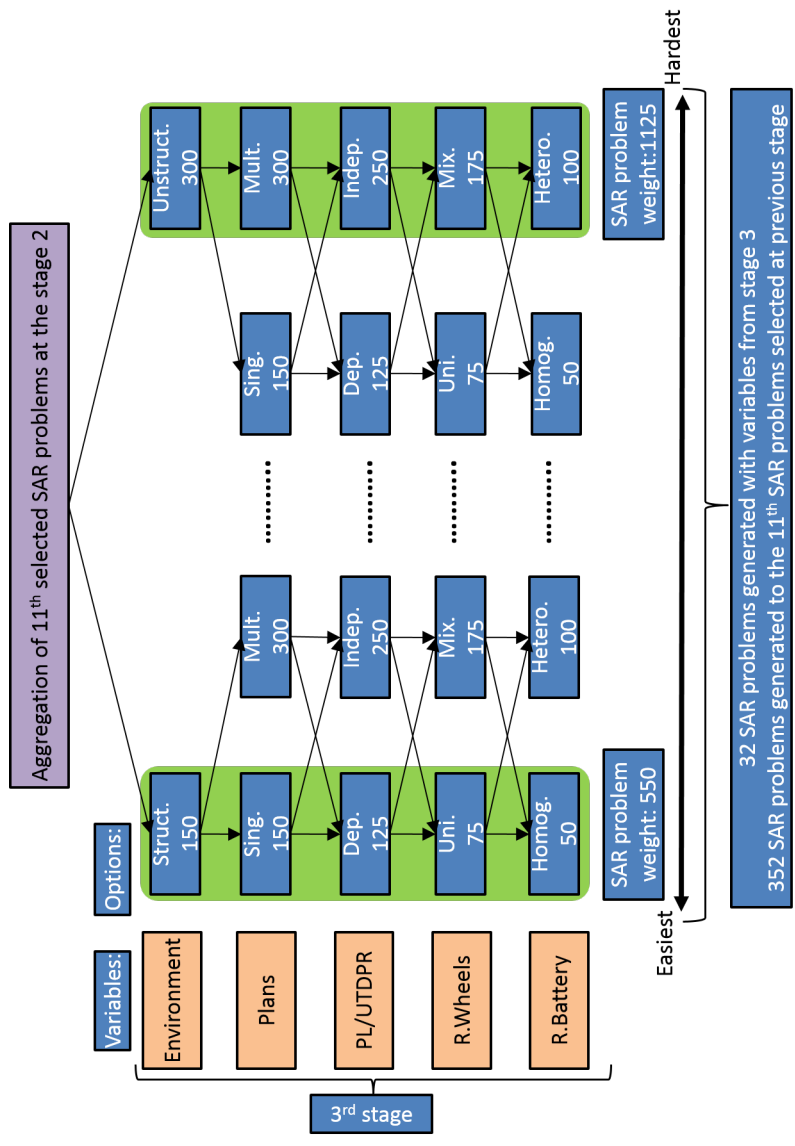 Aggregation of 11th selected SAR problems at the stage 2
Variables:
Options:
3rd stage
Environment
Struct.
150
Unstruct.
300
Plans
Sing.
150
Mult.
300
..........
Sing.
150
Mult.
300
PL/UTDPR
Dep.
125
Indep.
250
..........
Dep.
125
Indep.
250
R.Wheels
Uni.
75
Mix.
175
..........
Uni.
75
Mix.
175
R.Battery
Homog.
50
Hetero.
100
..........
Homog.
50
Hetero.
100
SAR problem
weight: 550
SAR problem
weight:1125
Easiest
Hardest
32 SAR problems generated with variables from stage 3
352 SAR problems generated to the 11th SAR problems selected at previous stage